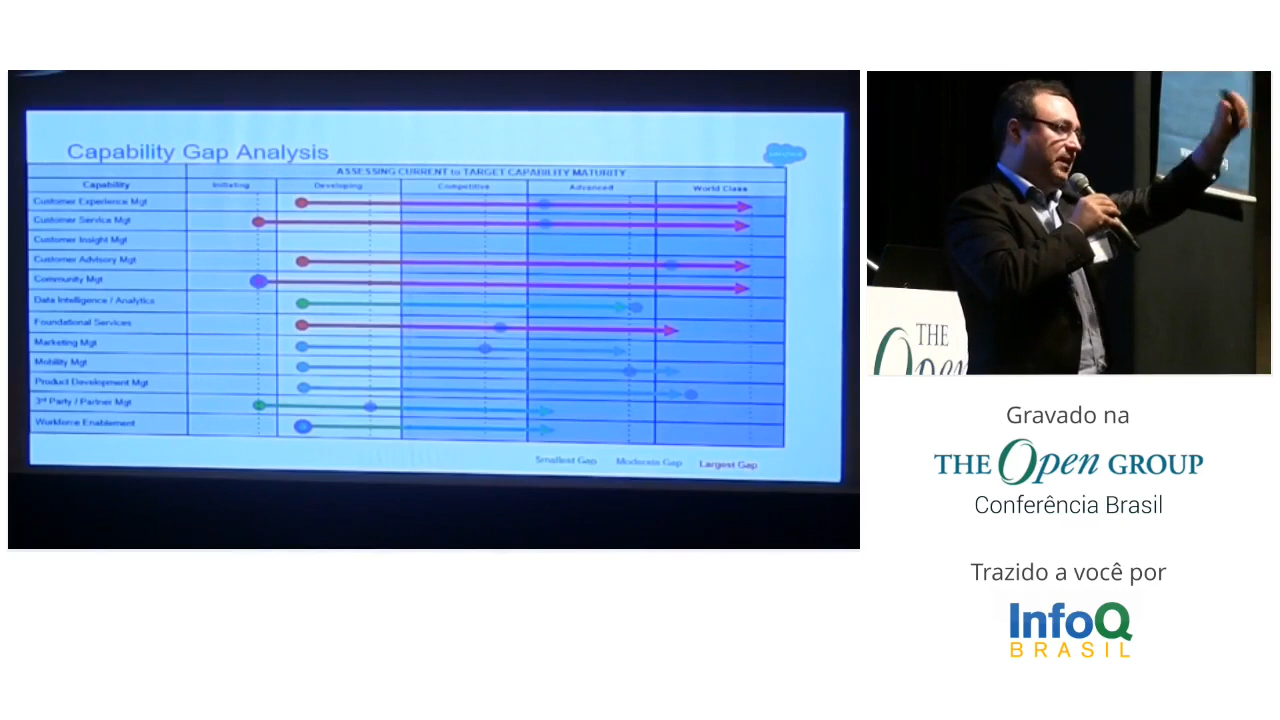 Capability Gap Analysis
salesforce
ASSESSING CURRENT to TARGET CAPABILITY MATURITY
Capability
Initiating
Developing
Competitive
Advanced
World Class
Customer Experience Mgt
Customer Service Mgt
Customer Insight Mgt
Customer Advisory Mgt
Community Mgt
Data Intelligence / Analytics
Foundational Services
Marketing Mgt
Mobility Mgt
Product Development Mgt
3rd Party / Partner Mgt
Workforce Enablement
Smallest Gap
Moderate Gap
Largest Gap
THE
Open
Gravado na
THE Open GROUP
Conferência Brasil
Trazido a você por
InfoQ
BRASIL